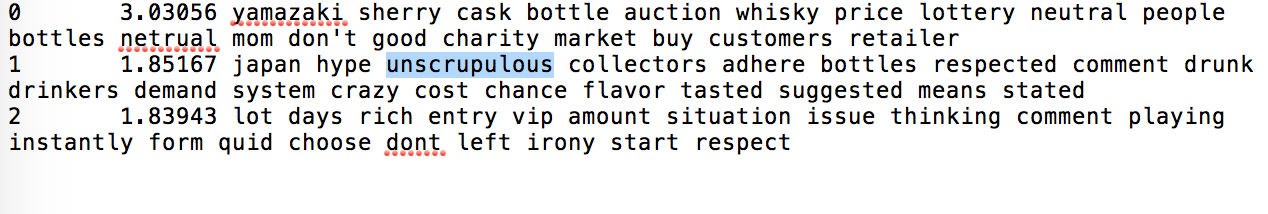 0 3.03056 yamazaki sherry cask bottle auction whisky price lottery neutral people
bottles netrual mom don't good charity market buy customers retailer
1 1.85167 japan hype unscrupulous collectors adhere bottles respected comment drunk
drinkers demand system crazy cost chance flavor tasted suggested means stated
2 1.83943 lot days rich entry vip amount situation issue thinking comment playing
instantly form quid choose dont left irony start respect